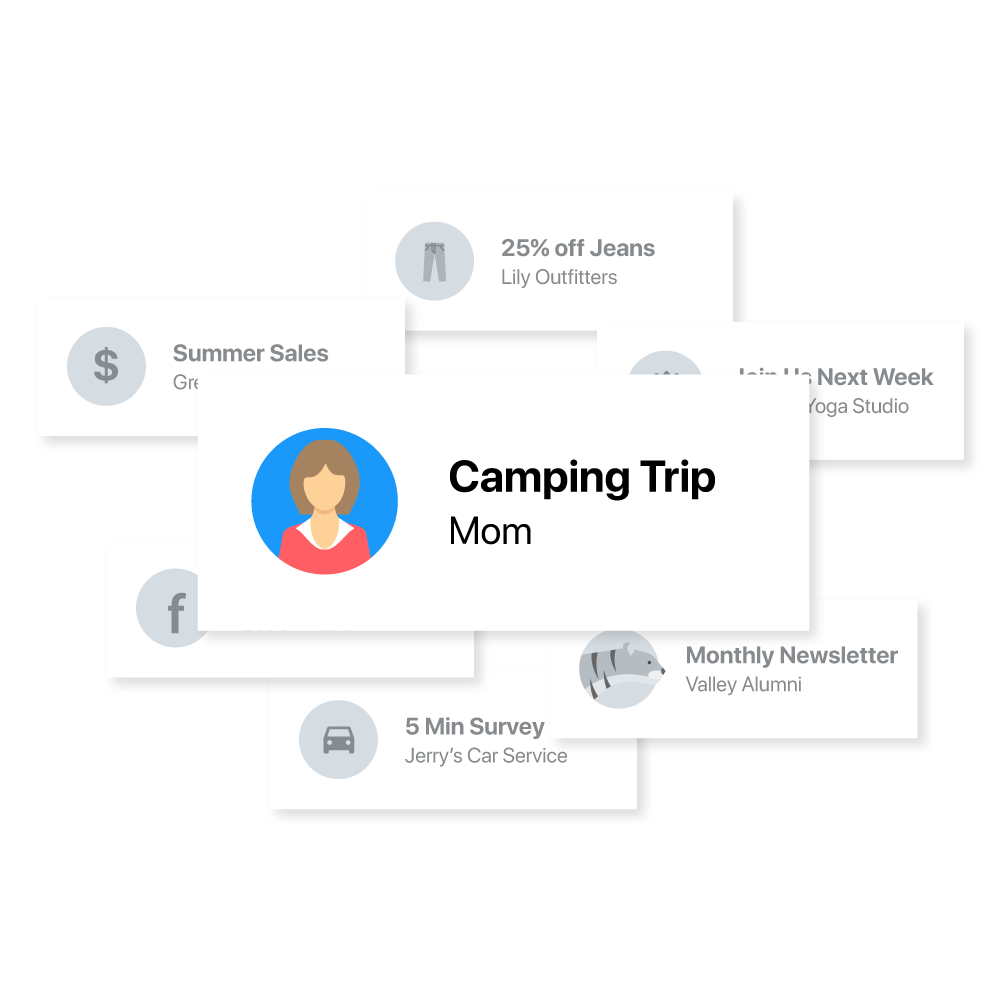 25% off Jeans
Lily Outfitters
$
Summer Sales
Next Week
Yoga Studio
Camping Trip
Mom
f
Monthly Newsletter
Valley Alumni
5 Min Survey
Jerry’s Car Service